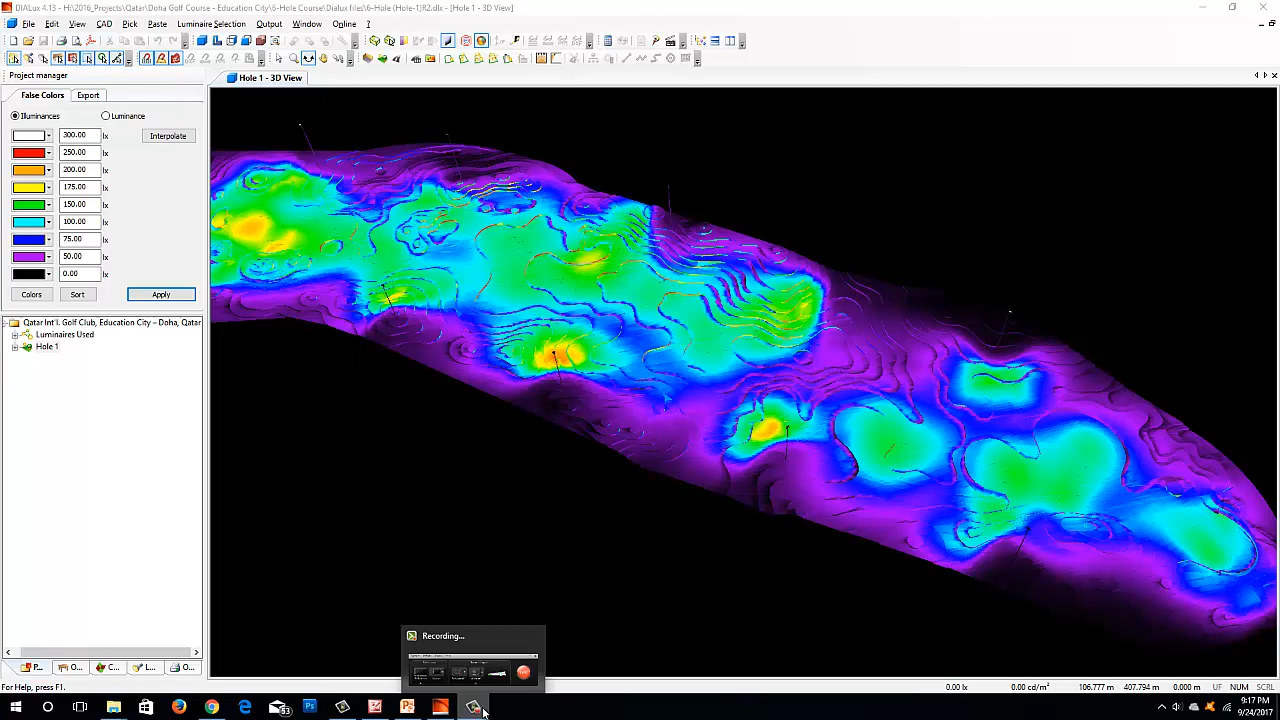 DIALux 4.13 - H:\2016_Projects\Qatar\Doha Golf Course - Education City\6-Hole Course\Dialux files\6-Hole (Hole-1)R2.dlx - [Hole 1 - 3D View]
File Edit View CAD Paste Luminaire Selection Output Window Online ?
Project manager
Hole 1 - 3D View
False Colors Export
Illuminances Luminance
300.00 lx Interpolate
250.00 lx
200.00 lx
175.00 lx
150.00 lx
100.00 lx
75.00 lx
50.00 lx
0.00 lx
Colors Sort Apply
Qatar Int'l. Golf Club, Education City – Doha, Qatar
Luminaires Used
Hole 1
Recording...
P... O... C... L... O...
Help, press F1.
0.00 lx 0.00 cd/m² 106.777 m 407.794 m 0.000 m UF NUM SCRL
53
9:17 PM
9/24/2017